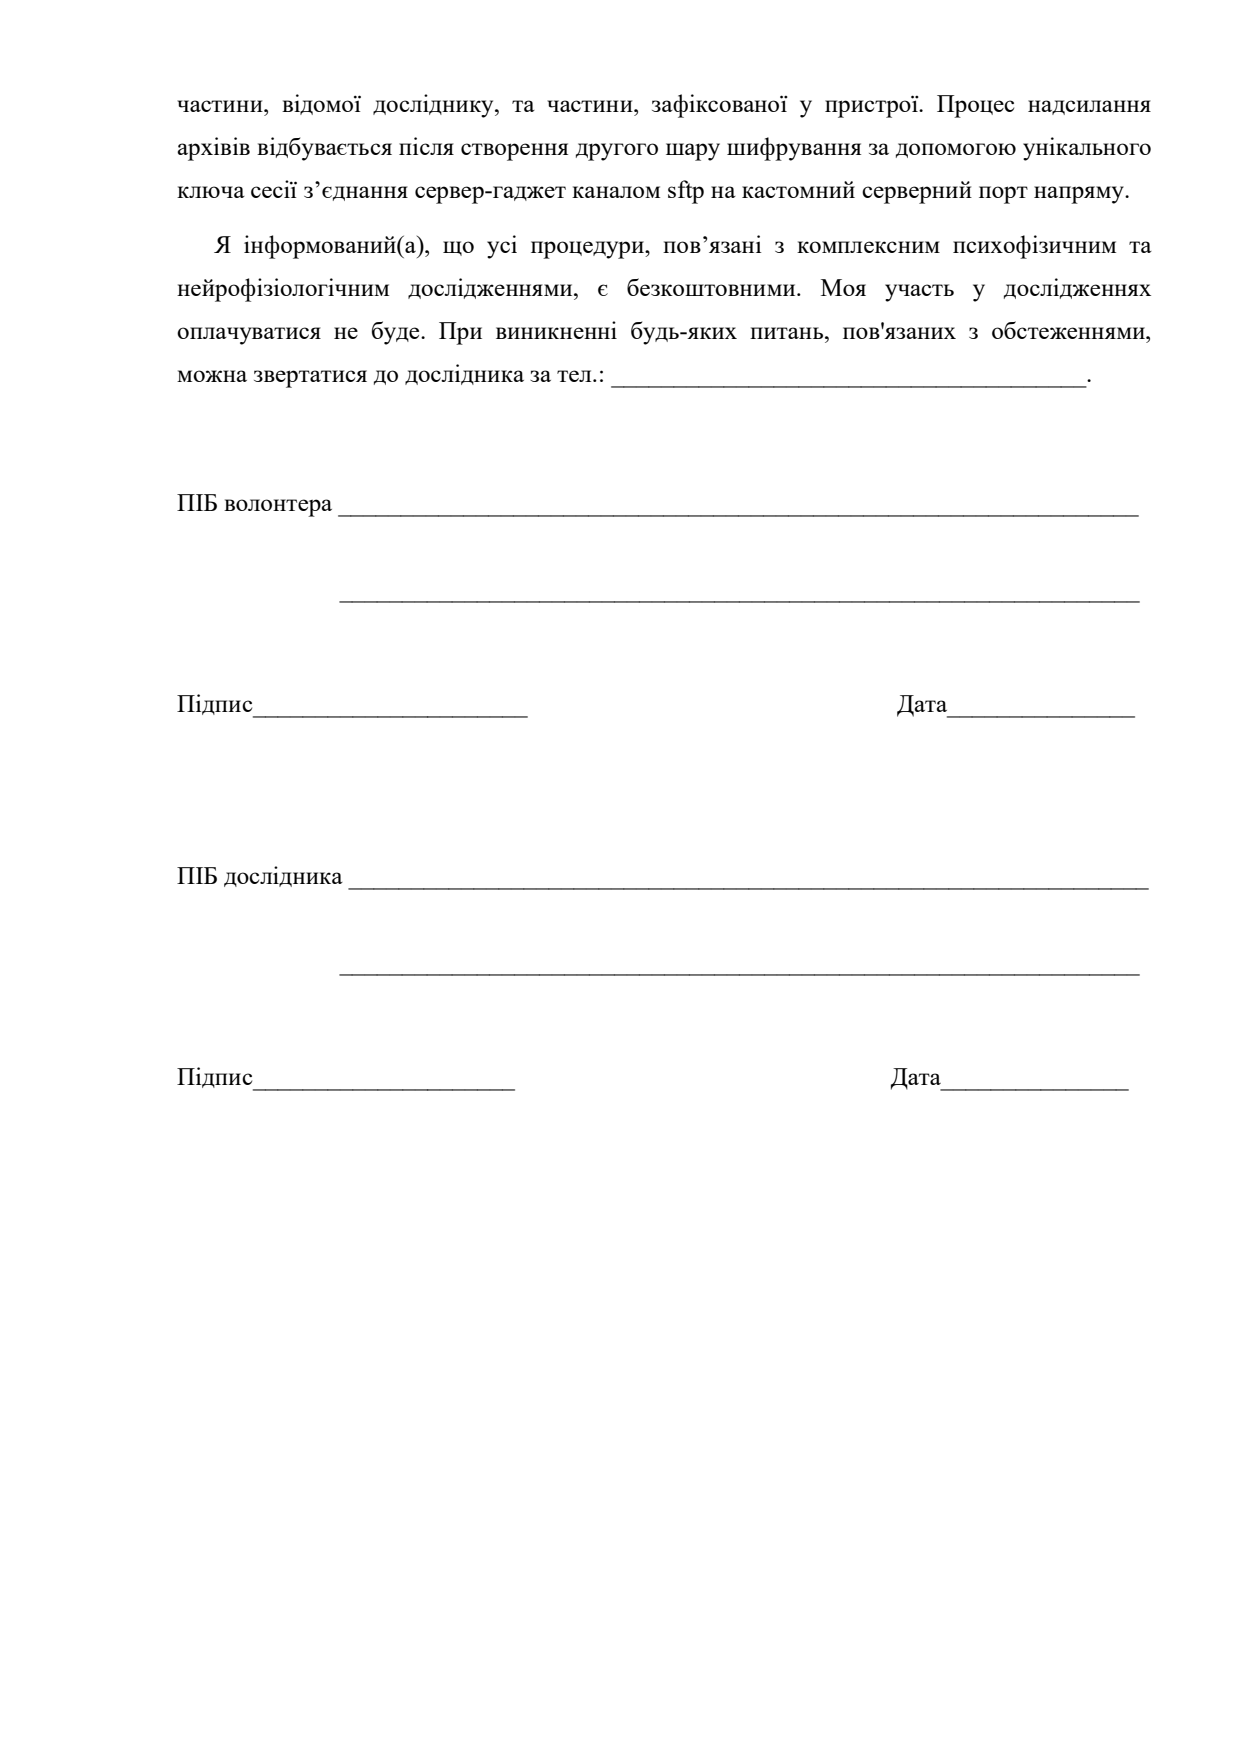 частини, відомої досліднику, та частини, зафіксованої у пристрої. Процес надсилання
архівів відбувається після створення другого шару шифрування за допомогою унікального
ключа сесії з’єднання сервер-гаджет каналом sftp на кастомний серверний порт напряму.
Я інформований(а), що усі процедури, пов’язані з комплексним психофізичним та
нейрофізіологічним дослідженнями, є безкоштовними. Моя участь у дослідженнях
оплачуватися не буде. При виникненні будь-яких питань, пов'язаних з обстеженнями,
можна звертатися до дослідника за тел.: ______________________________________.
ПІБ волонтера ________________________________________________________________
________________________________________________________________
Підпис______________________ Дата_______________
ПІБ дослідника ________________________________________________________________
________________________________________________________________
Підпис_____________________ Дата_______________